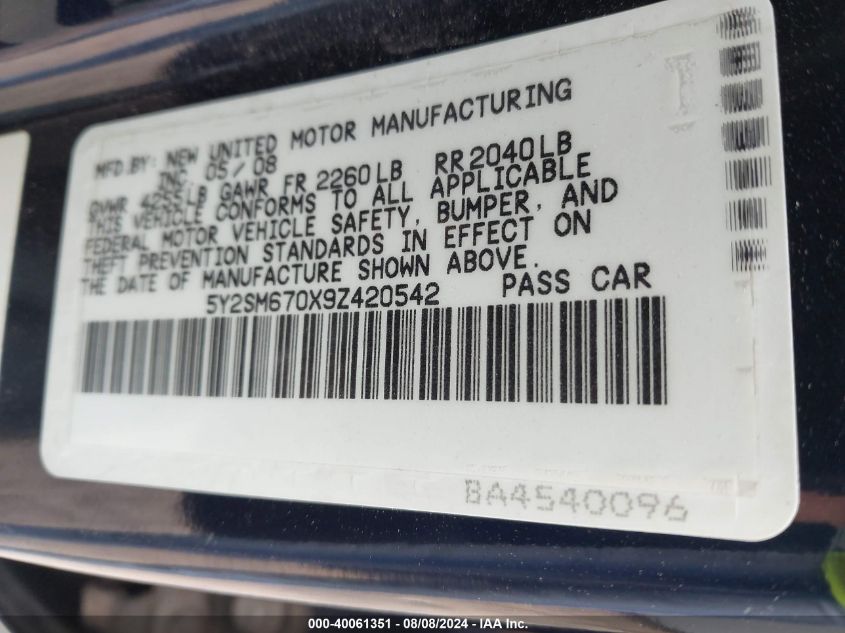 MFD.BY: NEW UNITED MOTOR MANUFACTURING
INC 05/08
GVWR 4255LB GAWR FR 2260LB RR2040LB
THIS VEHICLE CONFORMS TO ALL APPLICABLE
FEDERAL MOTOR VEHICLE SAFETY, BUMPER, AND
THEFT PREVENTION STANDARDS IN EFFECT ON
THE DATE OF MANUFACTURE SHOWN ABOVE.
5Y2SM670X9Z420542 PASS CAR
BA4540096
000-40061351 - 08/08/2024 - IAA Inc.